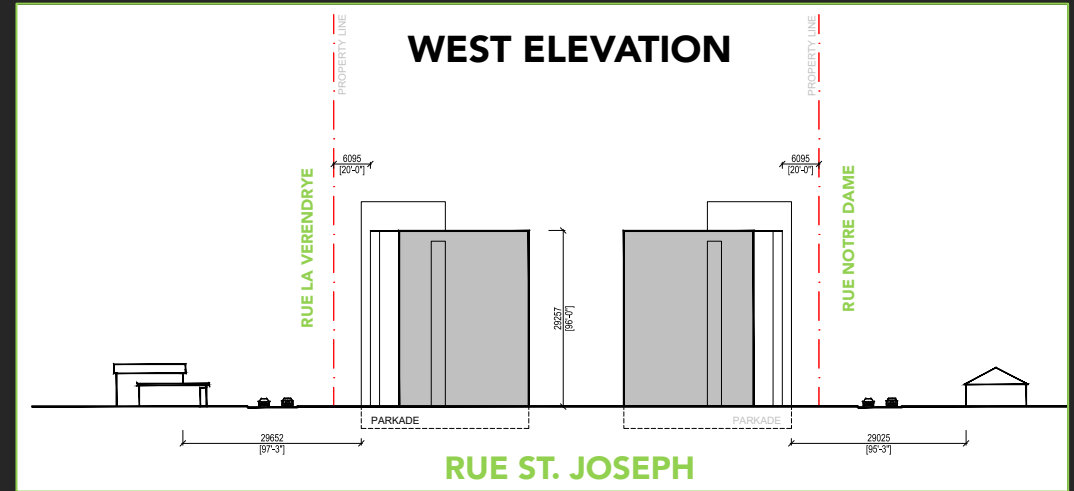 WEST ELEVATION
PROPERTY LINE
PROPERTY LINE
6095
[20'-0"]
6095
[20'-0"]
RUE LA VERENDRYE
RUE NOTRE DAME
29257
[96'-0"]
PARKADE
PARKADE
29652
[97'-3"]
29025
[95'-3"]
RUE ST. JOSEPH